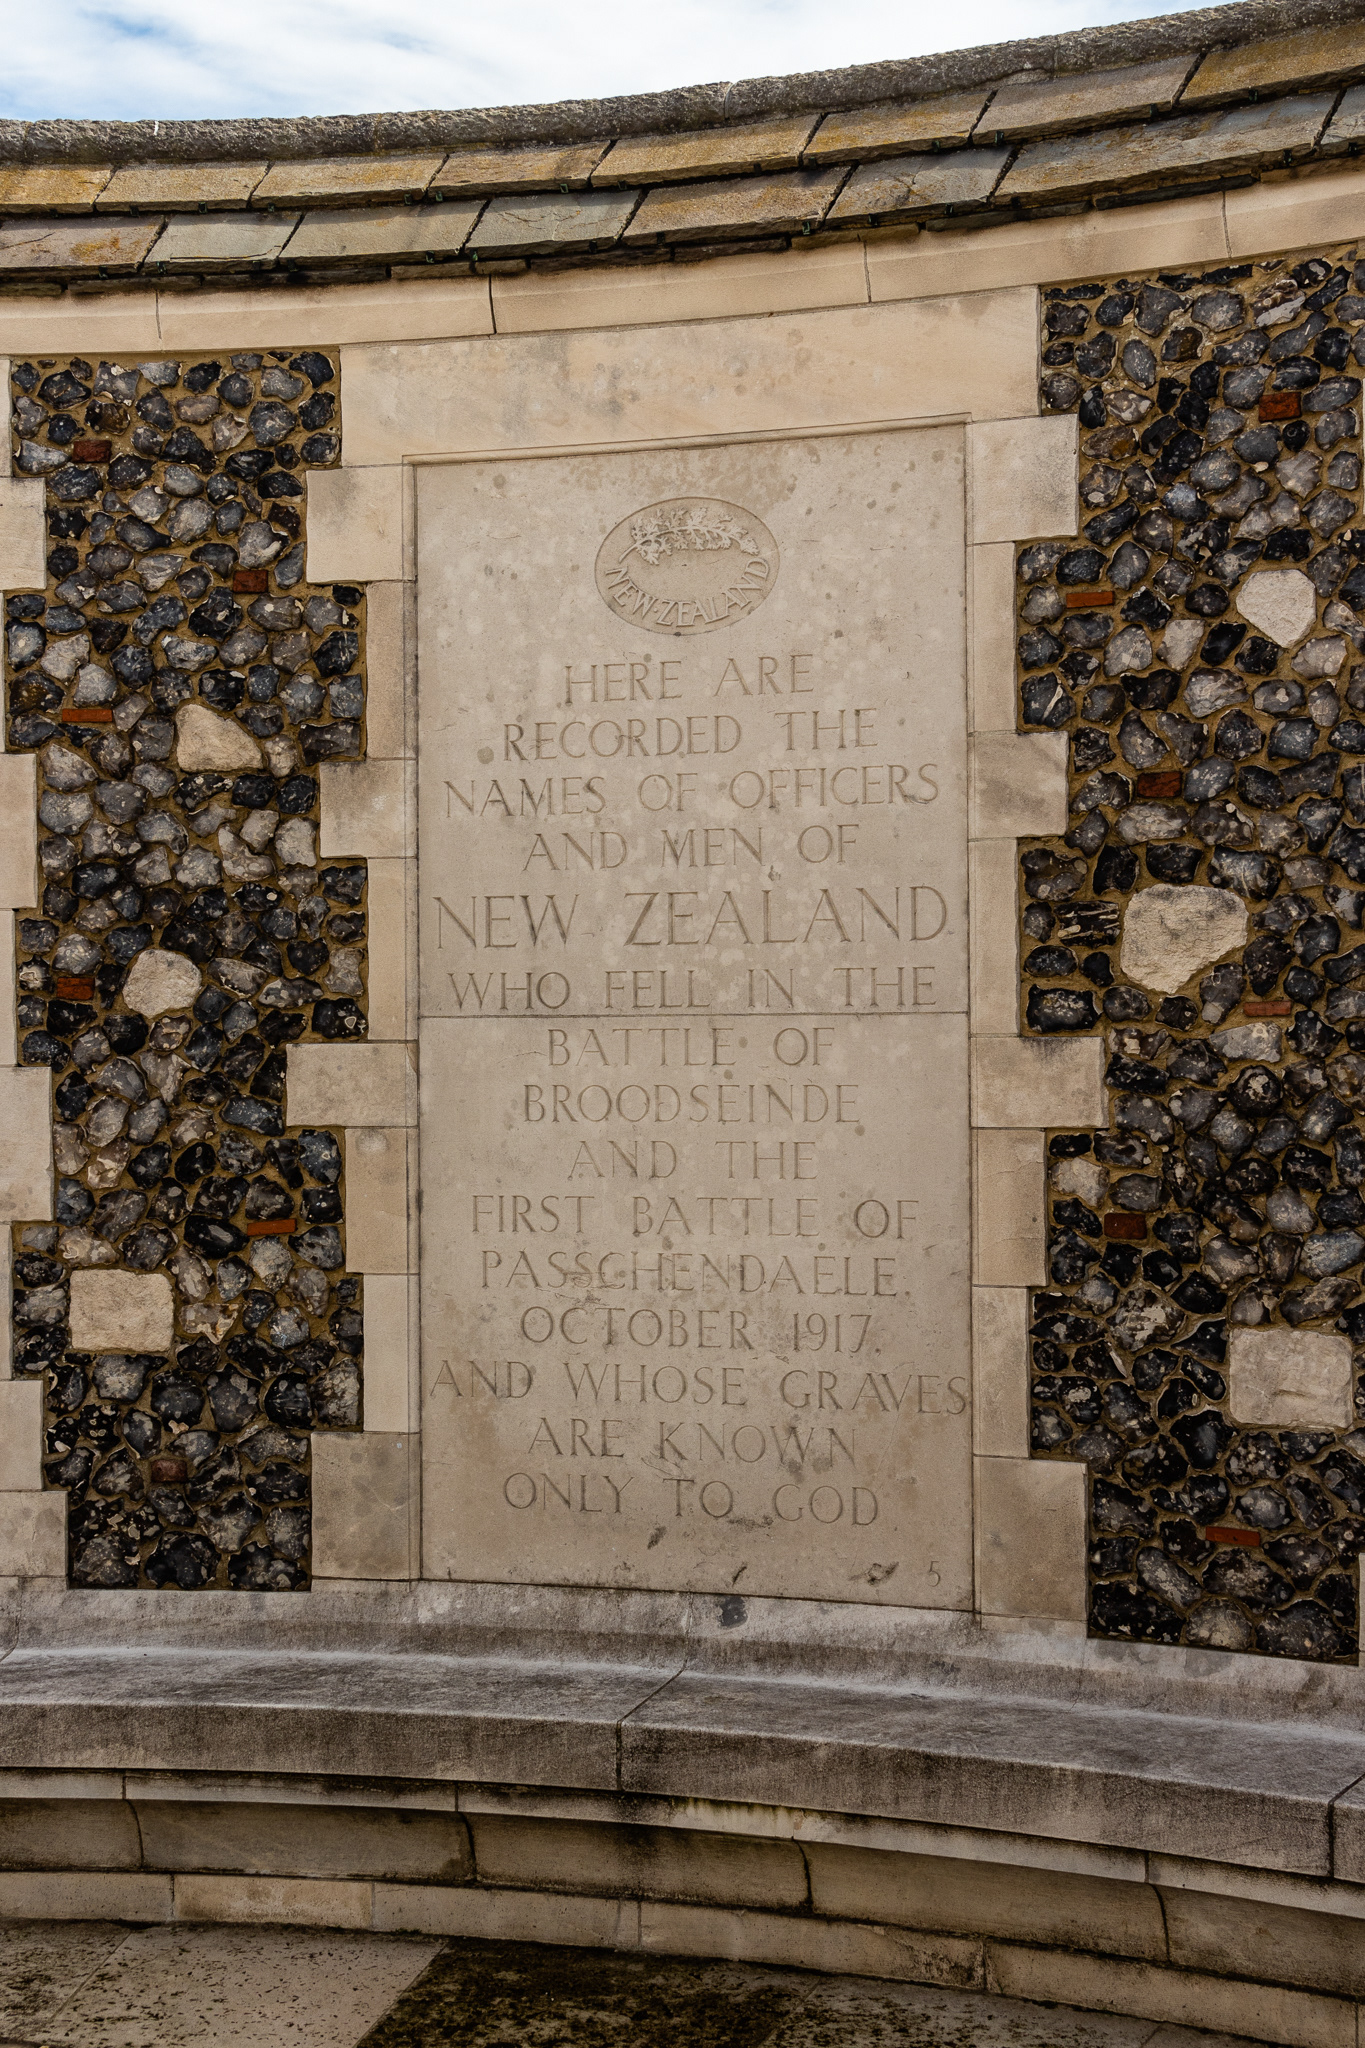 NEW·ZEALAND
HERE ARE
RECORDED THE
NAMES OF OFFICERS
AND MEN OF
NEW ZEALAND
WHO FELL IN THE
BATTLE OF
BROODSEINDE
AND THE
FIRST BATTLE OF
PASSCHENDAELE
OCTOBER 1917
AND WHOSE GRAVES
ARE KNOWN
ONLY TO GOD
5